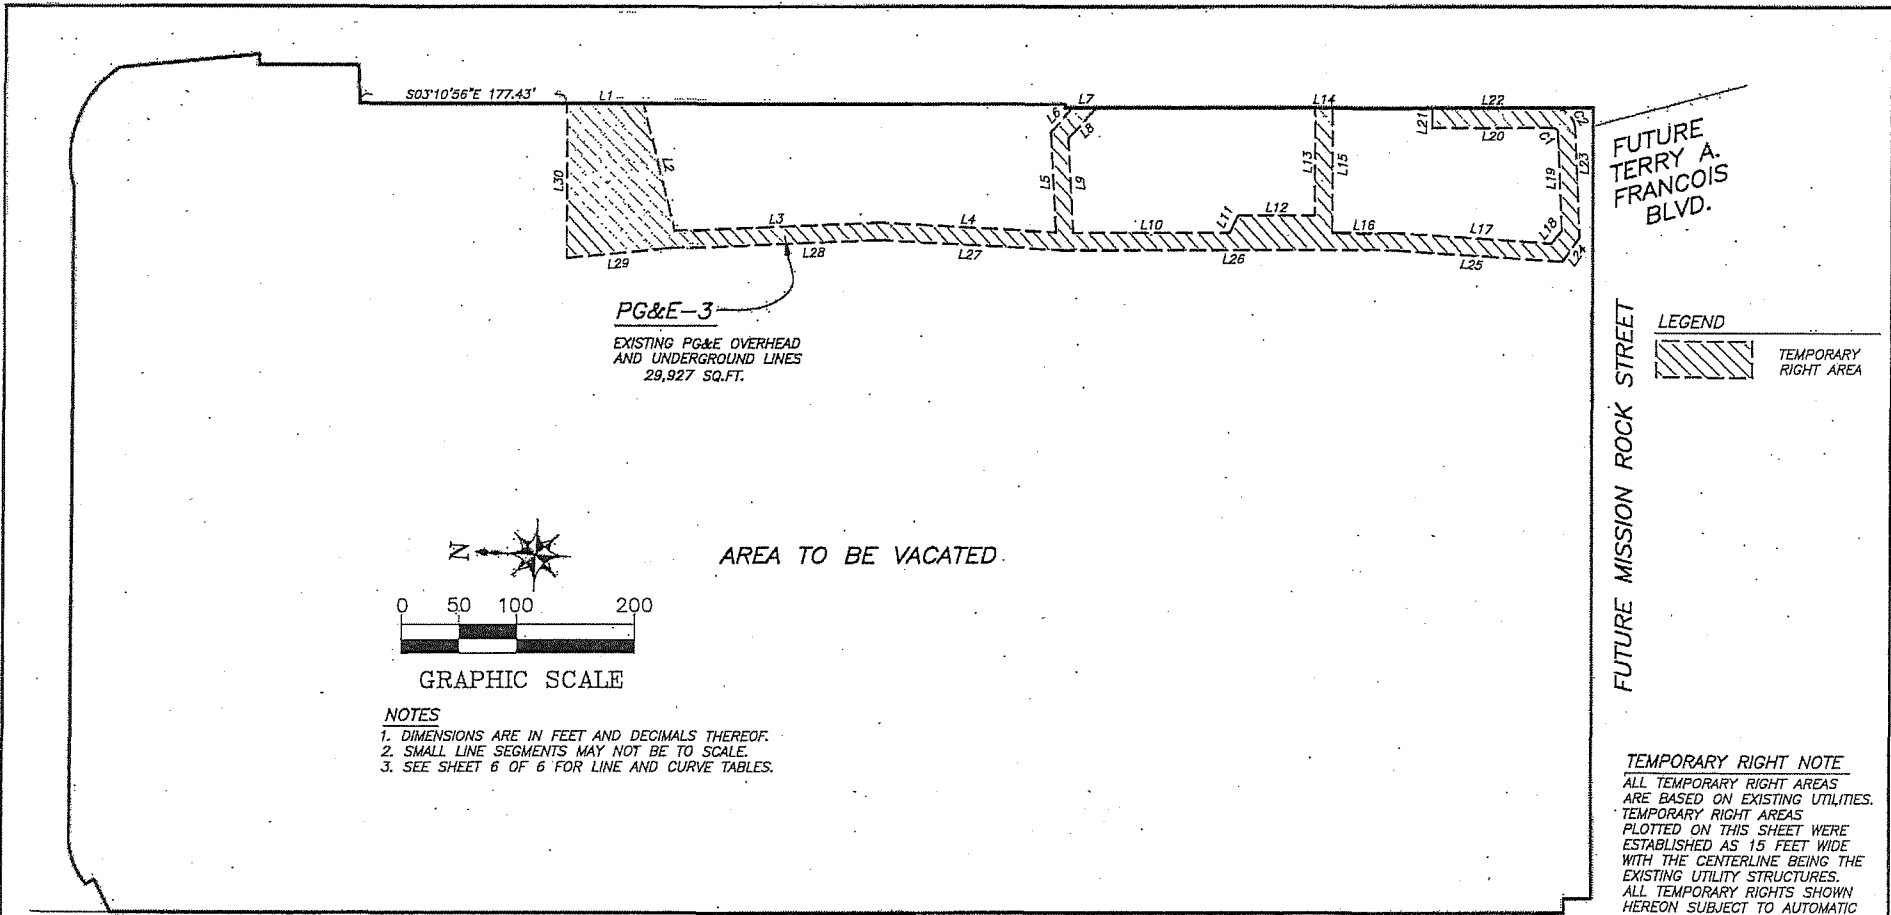 S03°10'56"E 177.43'
L1
L2
L30
L3
L4
L5
L6
L7
L8
L9
L10
L11
L12
L13
L14
L15
L16
L17
L18
L19
L20
L21
L22
C1
C2
L23
L24
L25
L26
L27
L28
L29
FUTURE
TERRY A.
FRANCOIS
BLVD.
PG&E-3
EXISTING PG&E OVERHEAD
AND UNDERGROUND LINES
29,927 SQ.FT.
FUTURE MISSION ROCK STREET
LEGEND
TEMPORARY
RIGHT AREA
N
AREA TO BE VACATED
0 50 100 200
GRAPHIC SCALE
NOTES
1. DIMENSIONS ARE IN FEET AND DECIMALS THEREOF.
2. SMALL LINE SEGMENTS MAY NOT BE TO SCALE.
3. SEE SHEET 6 OF 6 FOR LINE AND CURVE TABLES.
TEMPORARY RIGHT NOTE
ALL TEMPORARY RIGHT AREAS
ARE BASED ON EXISTING UTILITIES.
TEMPORARY RIGHT AREAS
PLOTTED ON THIS SHEET WERE
ESTABLISHED AS 15 FEET WIDE
WITH THE CENTERLINE BEING THE
EXISTING UTILITY STRUCTURES.
ALL TEMPORARY RIGHTS SHOWN
HEREON SUBJECT TO AUTOMATIC